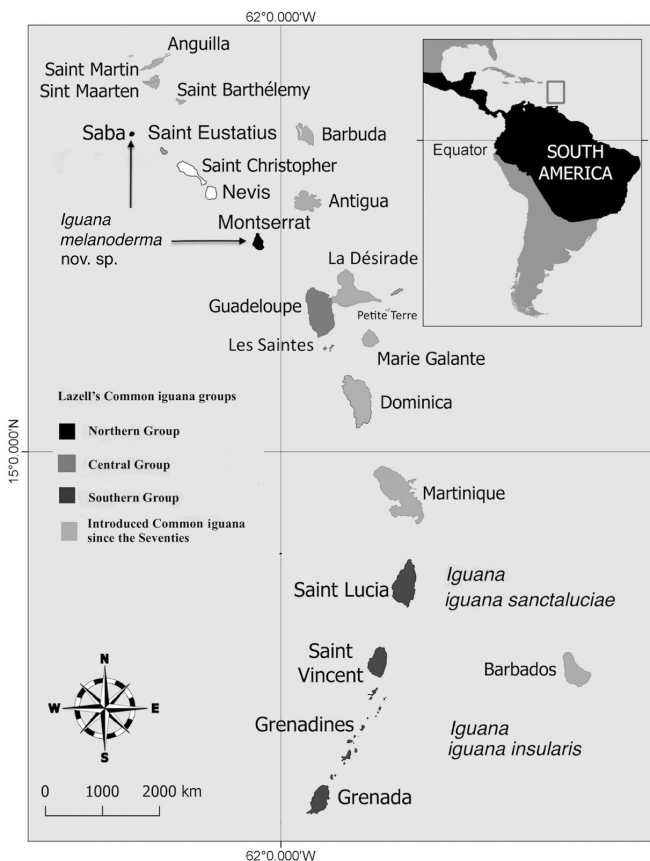 62°0.000'W
Anguilla
Saint Martin
Sint Maarten
Saint Barthélemy
Saba
Saint Eustatius
Barbuda
Saint Christopher
Nevis
Antigua
Iguana
melanoderma
nov. sp.
Montserrat
Equator
SOUTH
AMERICA
La Désirade
Guadeloupe
Petite Terre
Les Saintes
Marie Galante
Dominica
Lazell's Common iguana groups
Northern Group
Central Group
Southern Group
Introduced Common iguana
since the Seventies
15°0.000'N
Martinique
Saint Lucia
Iguana
iguana sanctaluciae
Saint
Vincent
Barbados
Grenadines
Iguana
iguana insularis
Grenada
N
W
E
S
0 1000 2000 km
62°0.000'W